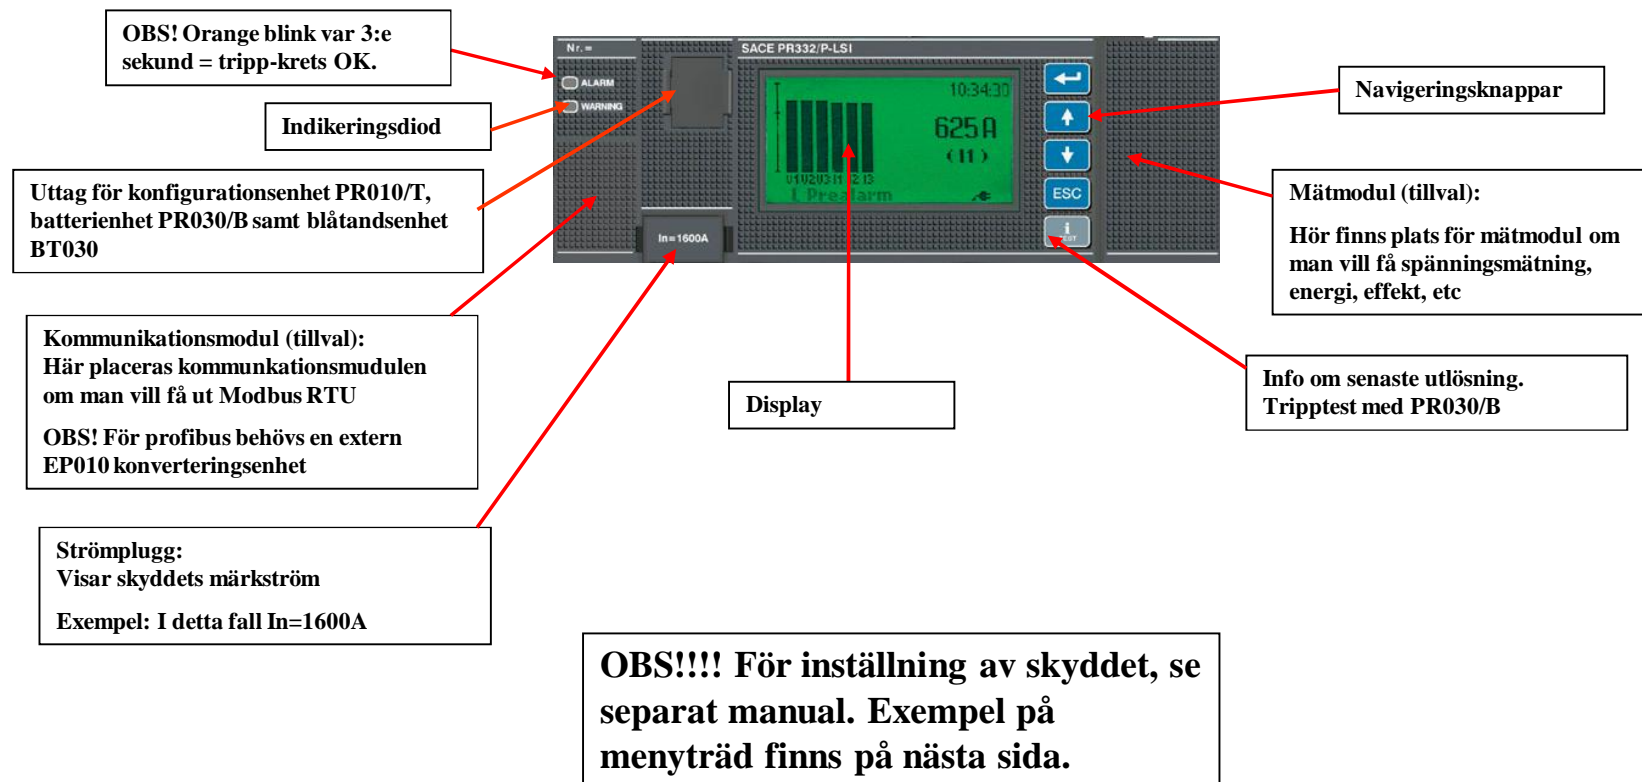 OBS! Orange blink var 3:e
sekund = tripp-krets OK.
Indikeringsdiod
Uttag för konfigurationsenhet PR010/T,
batterienhet PR030/B samt blåtandsenhet
BT030
Kommunikationsmodul (tillval):
Här placeras kommunkationsmudulen
om man vill få ut Modbus RTU
OBS! För profibus behövs en extern
EP010 konverteringsenhet
Strömplugg:
Visar skyddets märkström
Exempel: I detta fall In=1600A
Nr.=
SACE PR332/P-LSI
ALARM
WARNING
In=1600A
10:34:30
625A
(I1)
V1V2V3 I1 I2 I3
L Prealarm
ESC
i
Display
Navigeringsknappar
Mätmodul (tillval):
Hör finns plats för mätmodul om
man vill få spänningsmätning,
energi, effekt, etc
Info om senaste utlösning.
Tripptest med PR030/B
OBS!!!! För inställning av skyddet, se
separat manual. Exempel på
menyträd finns på nästa sida.